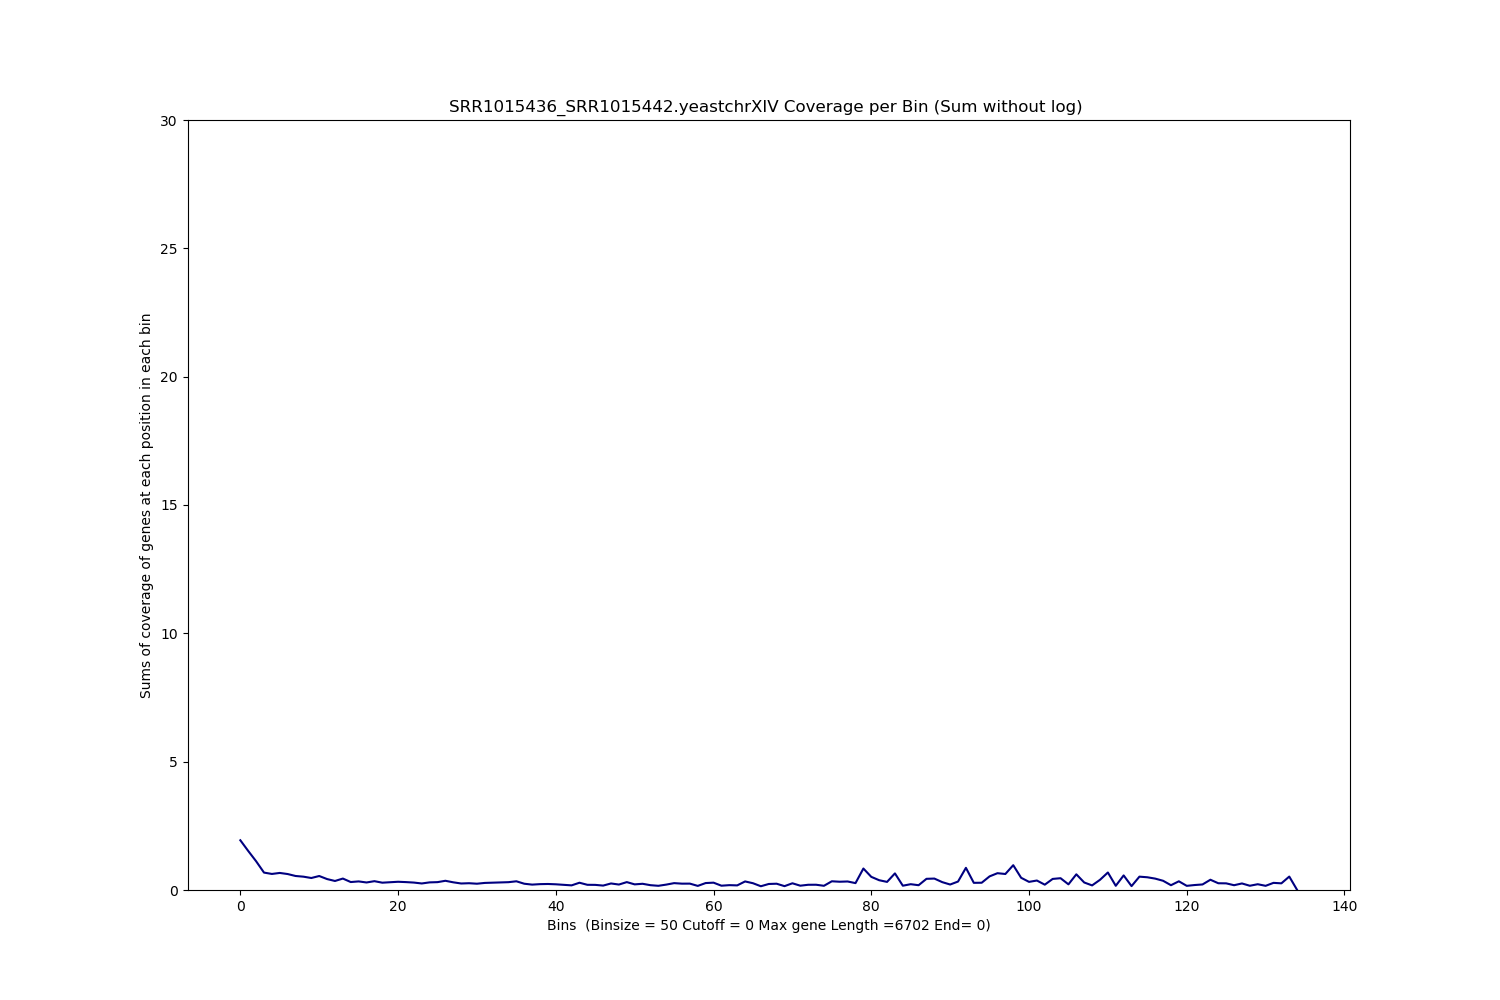 SRR1015436_SRR1015442.yeastchrXIV Coverage per Bin (Sum without log)
30
25
20
15
10
5
0
Sums of coverage of genes at each position in each bin
0 20 40 60 80 100 120 140
Bins  (Binsize = 50 Cutoff = 0 Max gene Length =6702 End= 0)